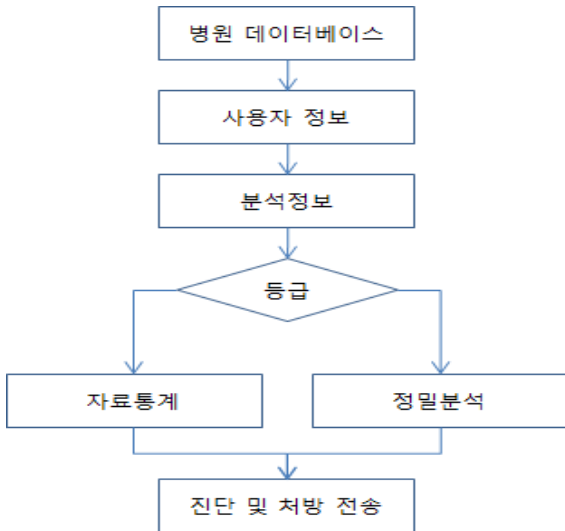 병원 데이터베이스
사용자 정보
분석정보
등급
자료통계
정밀분석
진단 및 처방 전송